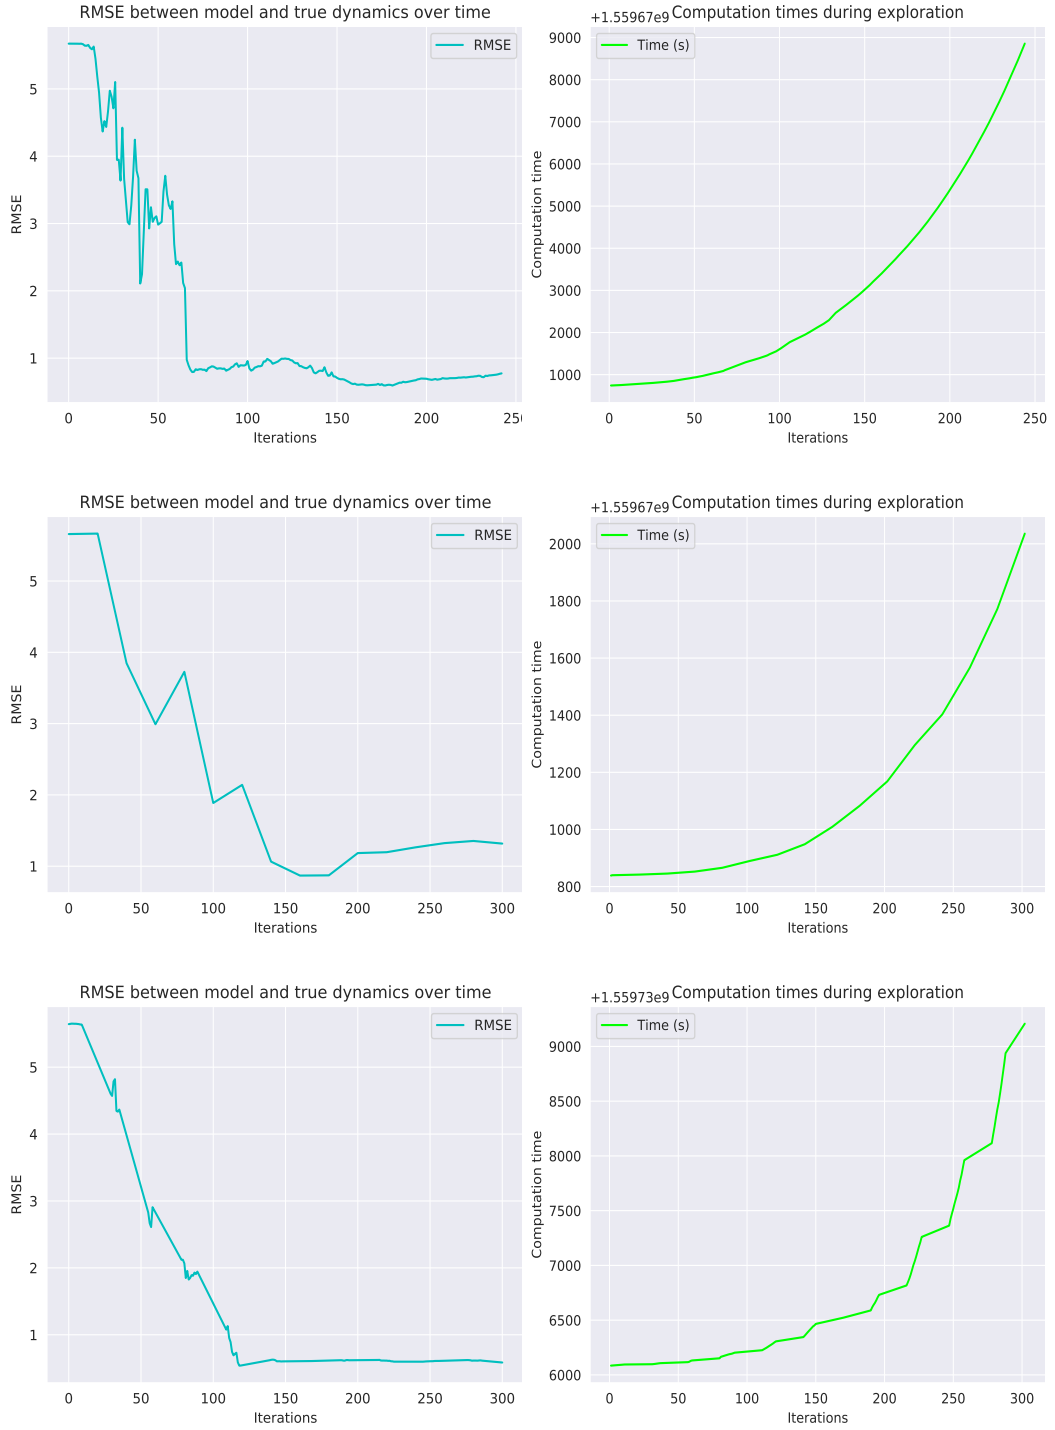 RMSE between model and true dynamics over time
RMSE
5
4
3
2
1
RMSE
0 50 100 150 200 250
Iterations
+1.55967e9 Computation times during exploration
Time (s)
9000
8000
7000
6000
5000
4000
3000
2000
1000
Computation time
0 50 100 150 200 250
Iterations
RMSE between model and true dynamics over time
RMSE
5
4
3
2
1
RMSE
0 50 100 150 200 250 300
Iterations
+1.55967e9 Computation times during exploration
Time (s)
2000
1800
1600
1400
1200
1000
800
Computation time
0 50 100 150 200 250 300
Iterations
RMSE between model and true dynamics over time
RMSE
5
4
3
2
1
RMSE
0 50 100 150 200 250 300
Iterations
+1.55973e9 Computation times during exploration
Time (s)
9000
8500
8000
7500
7000
6500
6000
Computation time
0 50 100 150 200 250 300
Iterations